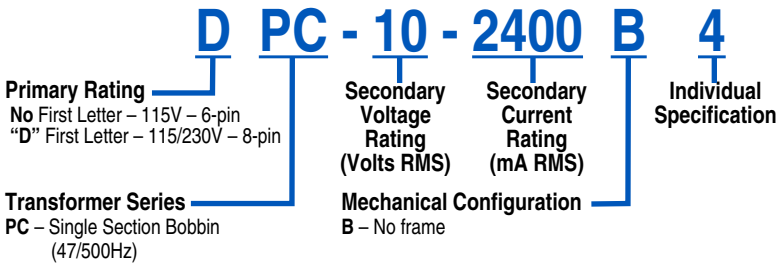 D PC - 10 - 2400 B 4
Primary Rating
No First Letter – 115V – 6-pin
“D” First Letter – 115/230V – 8-pin
Secondary
Voltage
Rating
(Volts RMS)
Secondary
Current
Rating
(mA RMS)
Individual
Specification
Transformer Series
PC – Single Section Bobbin
(47/500Hz)
Mechanical Configuration
B – No frame